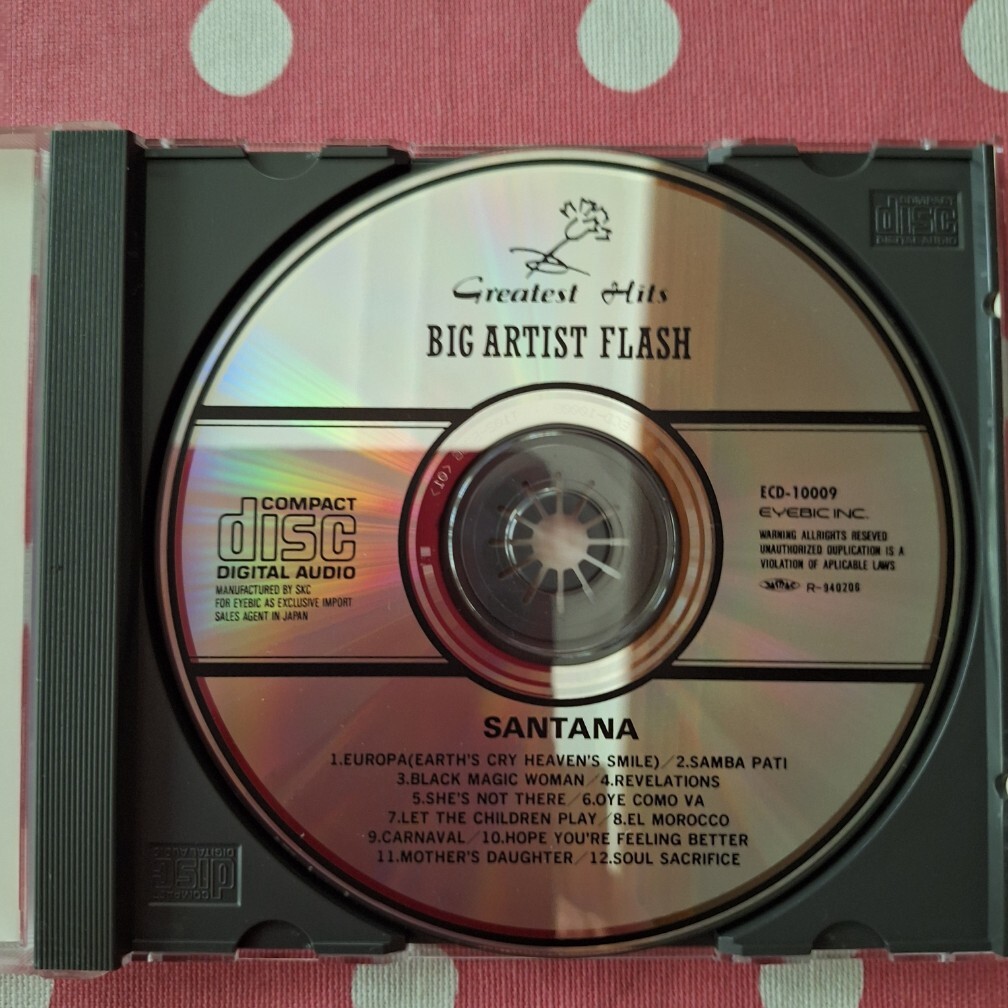 Greatest Hits
BIG ARTIST FLASH
COMPACT
disc
DIGITAL AUDIO
COMPACT
disc
DIGITAL AUDIO
MANUFACTURED BY SKC
FOR EYEBIC AS EXCLUSIVE IMPORT
SALES AGENT IN JAPAN
ECD-10009
EYEBIC INC.
WARNING ALLRIGHTS RESEVED
UNAUTHORIZED DUPLICATION IS A
VIOLATION OF APLICABLE LAWS
R-940206
SANTANA
1.EUROPA(EARTH'S CRY HEAVEN'S SMILE)/2.SAMBA PATI
3.BLACK MAGIC WOMAN/4.REVELATIONS
5.SHE'S NOT THERE/6.OYE COMO VA
7.LET THE CHILDREN PLAY/8.EL MOROCCO
9.CARNAVAL/10.HOPE YOU'RE FEELING BETTER
11.MOTHER'S DAUGHTER/12.SOUL SACRIFICE
COMPACT
disc
DIGITAL AUDIO